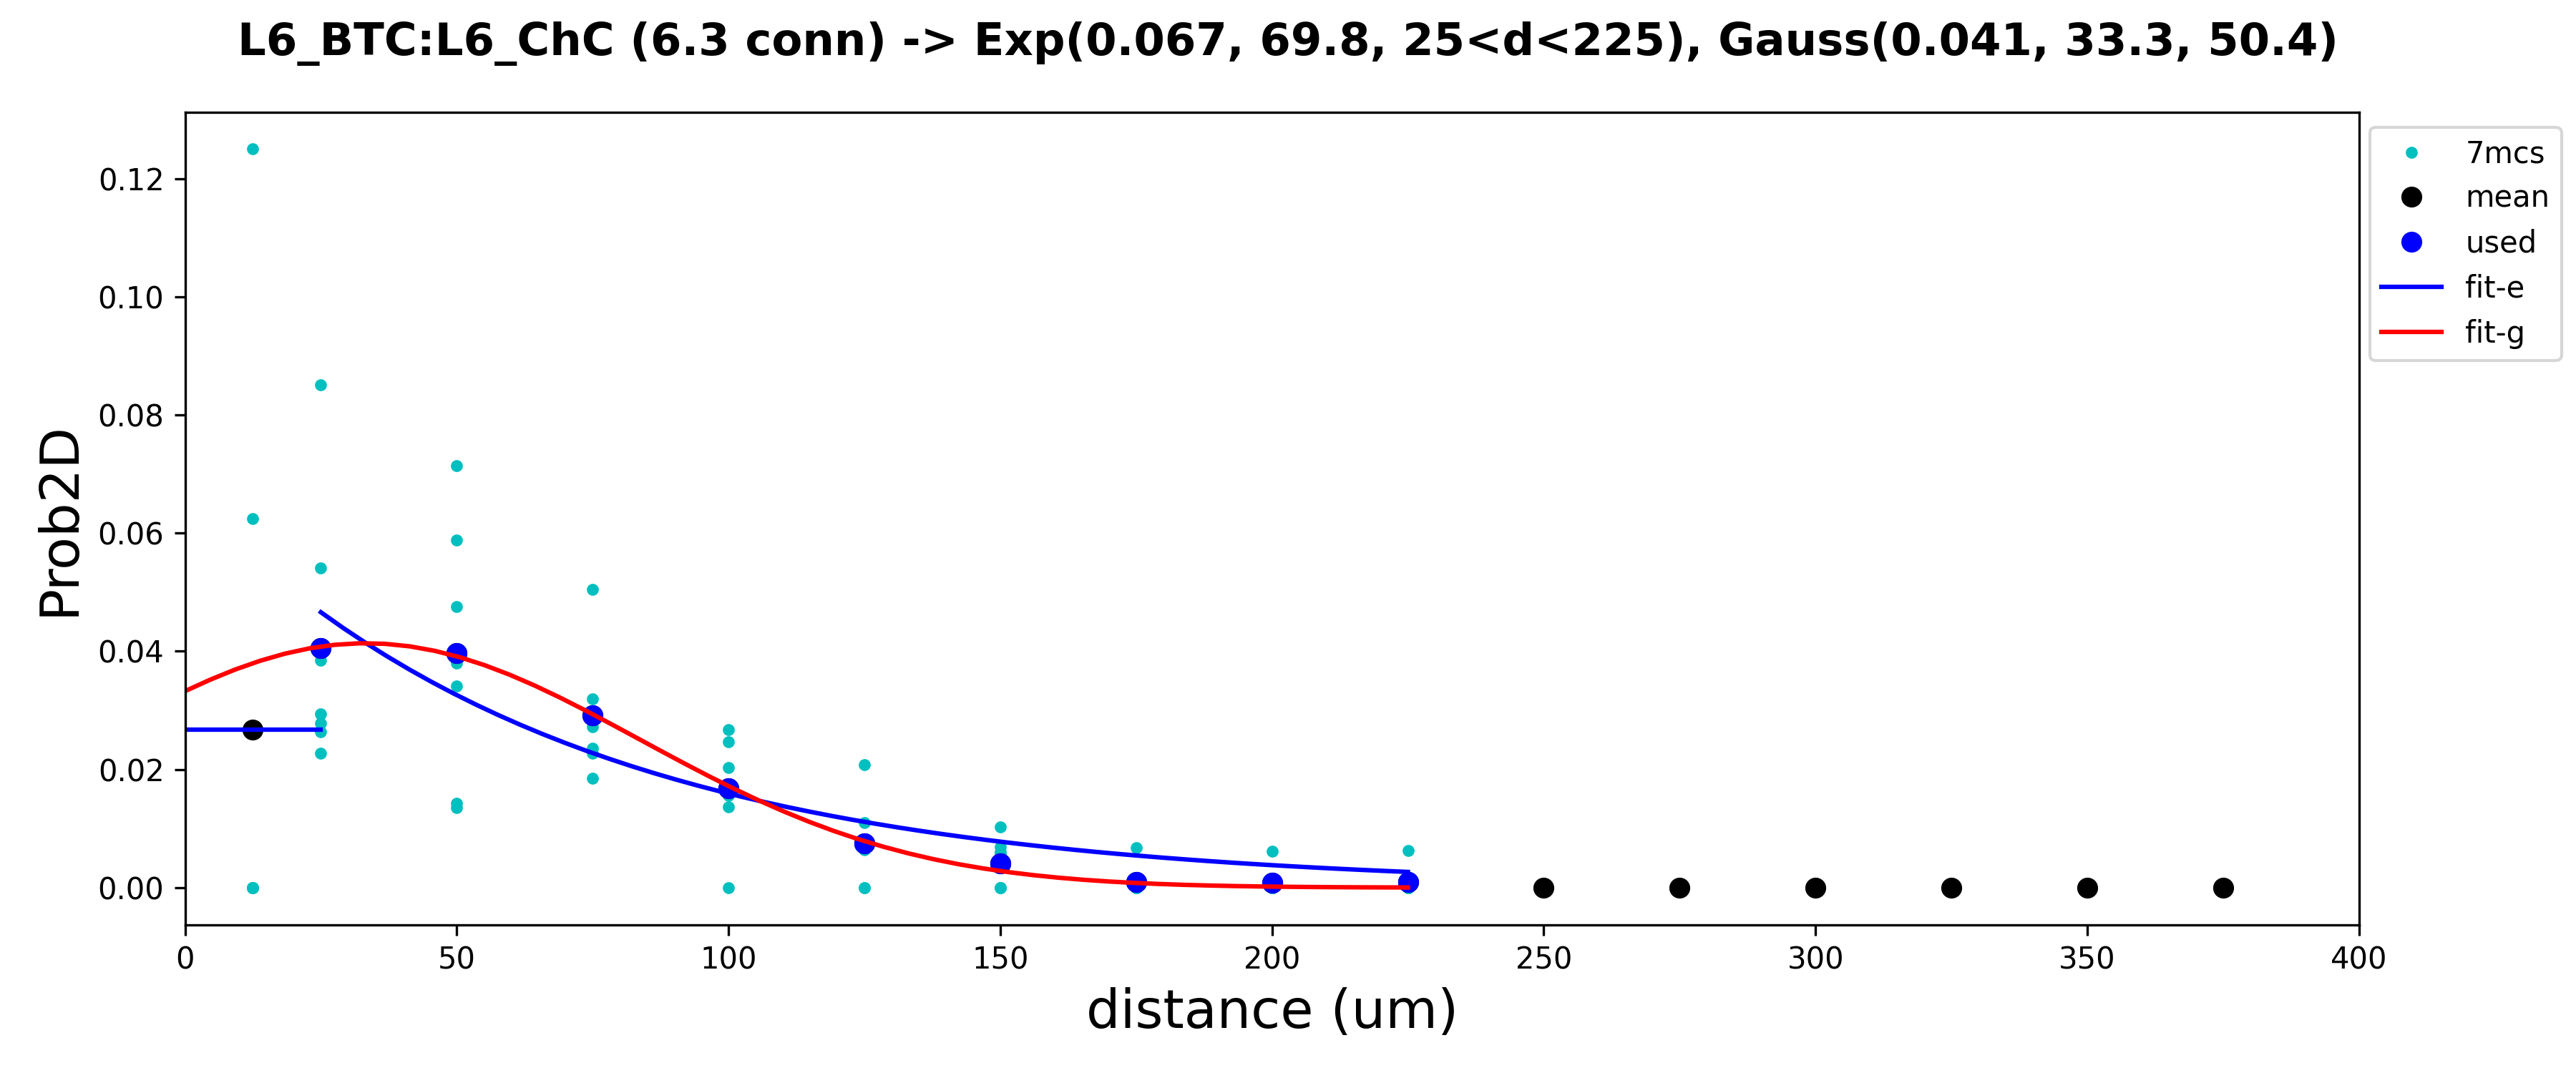 L6_BTC:L6_ChC (6.3 conn) -> Exp(0.067, 69.8, 25<d<225), Gauss(0.041, 33.3, 50.4)
7mcs
mean
used
fit-e
fit-g
Prob2D
0.12
0.10
0.08
0.06
0.04
0.02
0.00
0 50 100 150 200 250 300 350 400
distance (um)